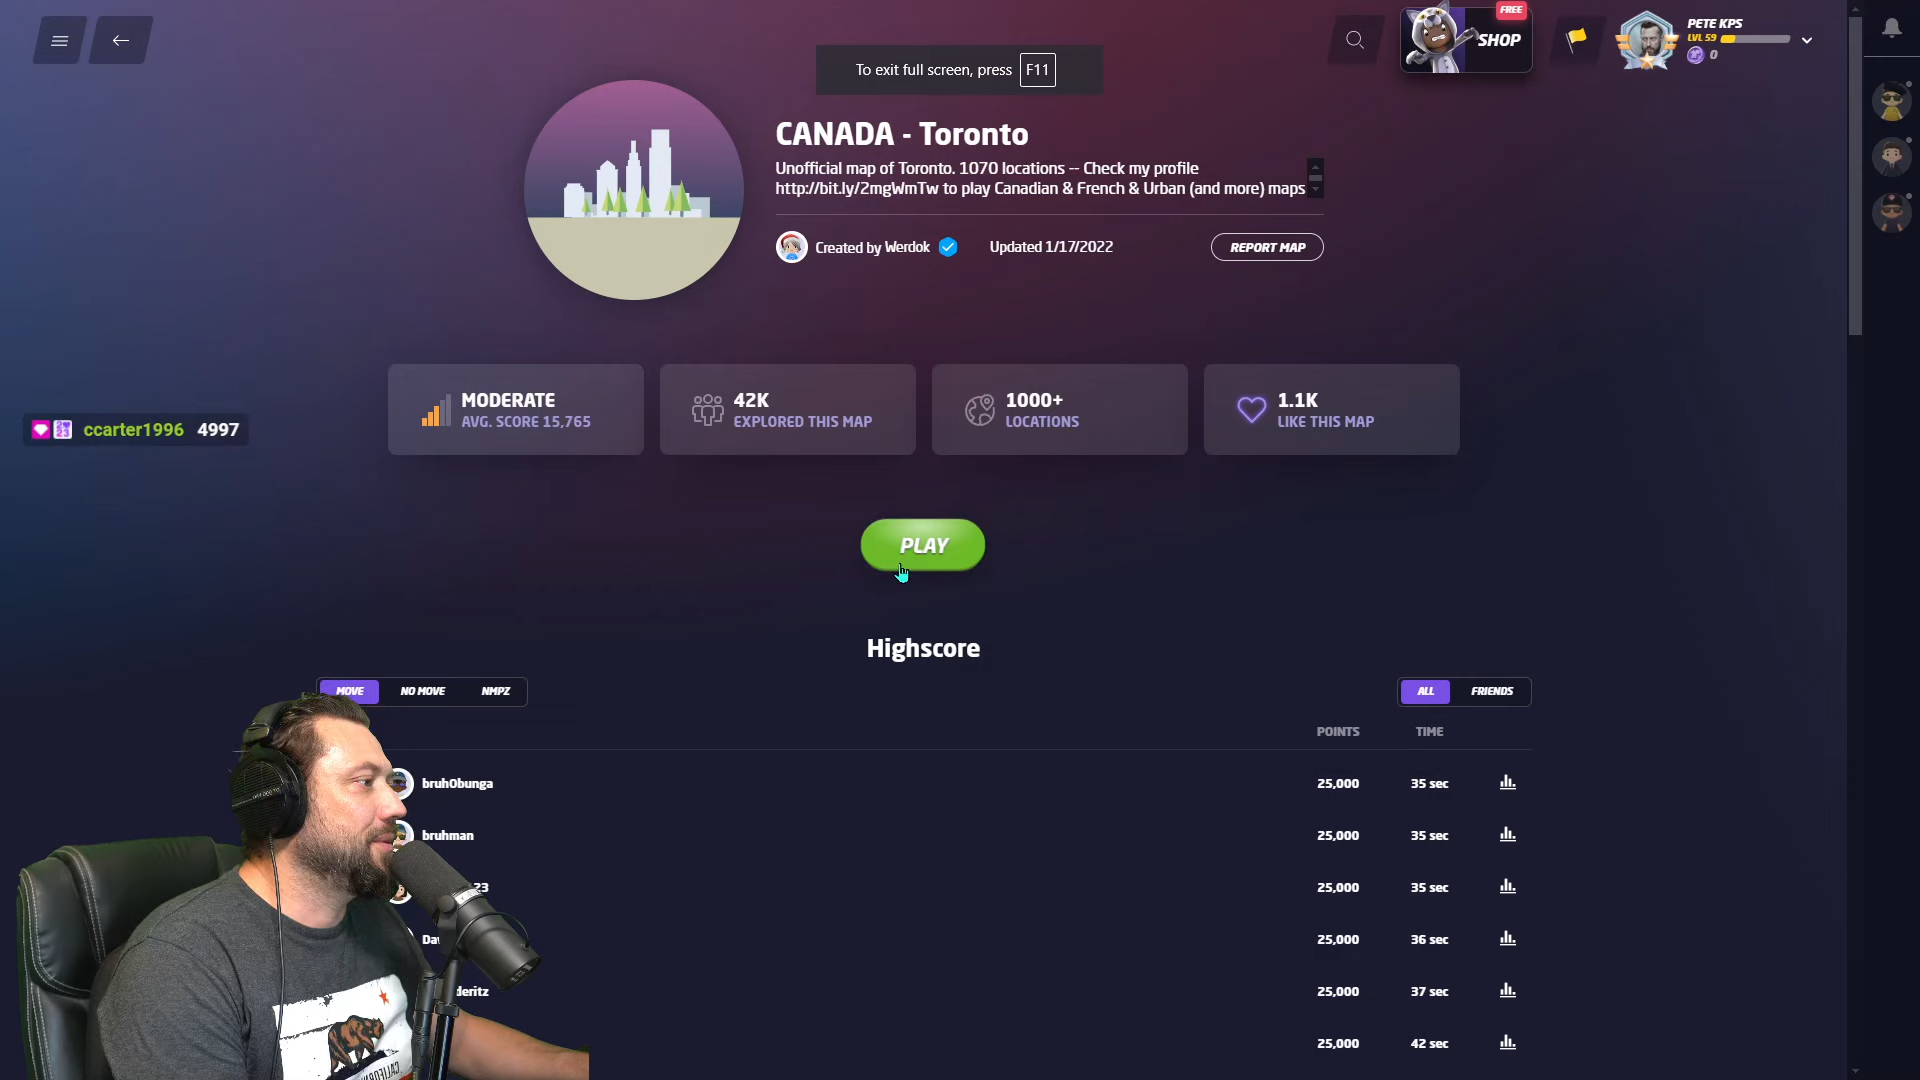 FREE
SHOP
PETE KPS
LVL 59
0
To exit full screen, press F11
CANADA - Toronto
Unofficial map of Toronto. 1070 locations -- Check my profile
http://bit.ly/2mgWmTw to play Canadian & French & Urban (and more) maps
Created by Werdok
Updated 1/17/2022
REPORT MAP
MODERATE
AVG. SCORE 15,765
42K
EXPLORED THIS MAP
1000+
LOCATIONS
1.1K
LIKE THIS MAP
ccarter1996 4997
PLAY
Highscore
MOVE
NO MOVE
NMPZ
ALL
FRIENDS
POINTS
TIME
bruh0bunga 25,000 35 sec
bruhman 25,000 35 sec
23 25,000 35 sec
25,000 36 sec
deritz 25,000 37 sec
25,000 42 sec